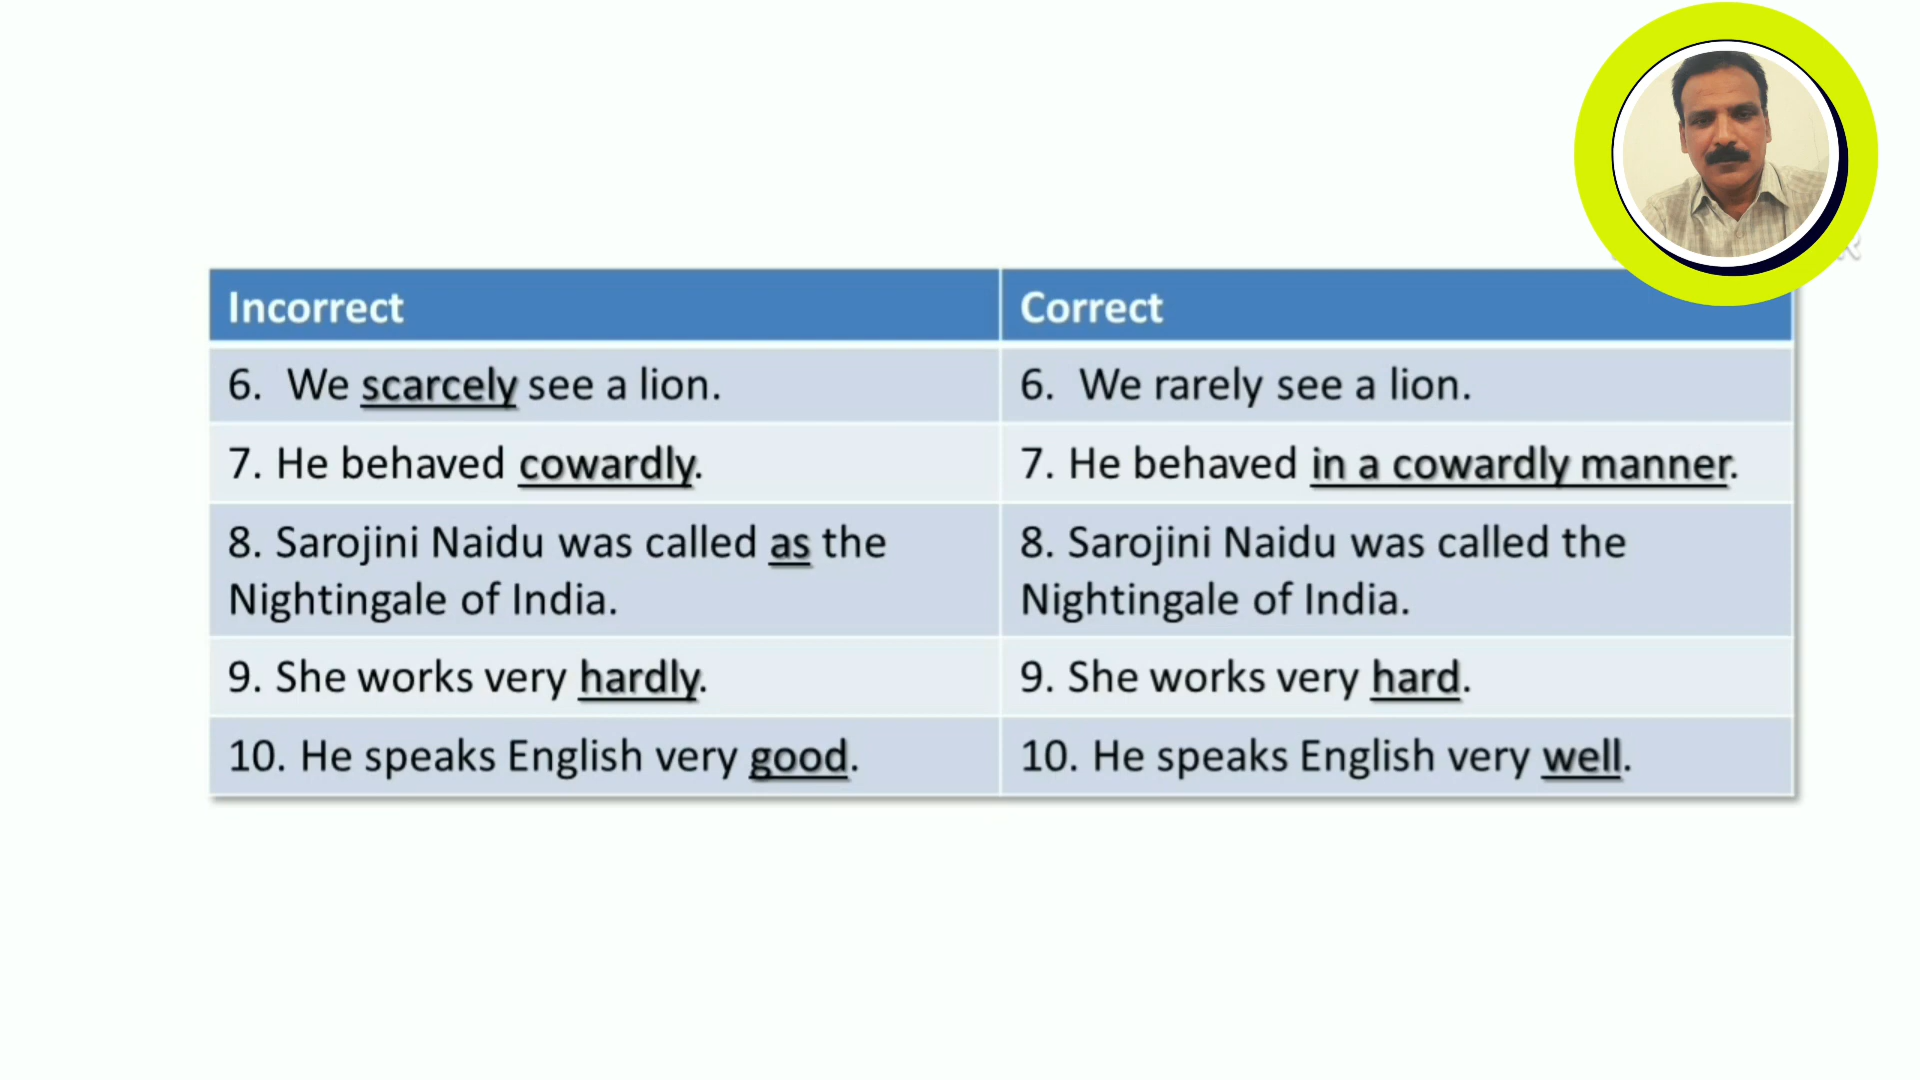 Incorrect
Correct
6. We scarcely see a lion.
6. We rarely see a lion.
7. He behaved cowardly.
7. He behaved in a cowardly manner.
8. Sarojini Naidu was called as the
Nightingale of India.
8. Sarojini Naidu was called the
Nightingale of India.
9. She works very hardly.
9. She works very hard.
10. He speaks English very good.
10. He speaks English very well.